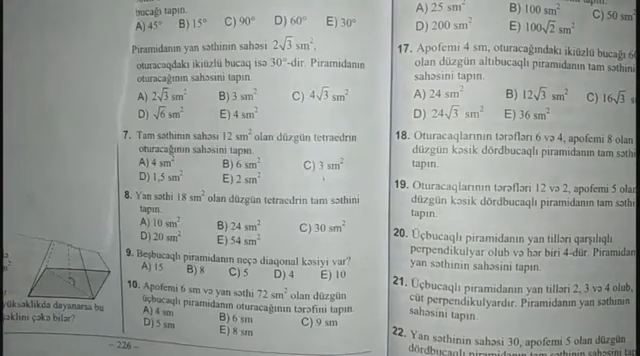 bucağı tapın.
A) 45° B) 15° C) 90° D) 60° E) 30°
Piramidanın yan səthinin sahəsi 2√3 sm²,
oturacaqdakı ikiüzlü bucaq isə 30°-dir. Piramidanın
oturacağının sahəsini tapın.
A) 2√3 sm² B) 3 sm² C) 4√3 sm²
D) √6 sm² E) 4 sm²
7. Tam səthinin sahəsi 12 sm² olan düzgün tetraedrin
oturacağının sahəsini tapın.
A) 4 sm² B) 6 sm² C) 3 sm²
D) 1,5 sm² E) 2 sm²
8. Yan səthi 18 sm² olan düzgün tetraedrin tam səthini
tapın.
A) 10 sm² B) 24 sm² C) 30 sm²
D) 20 sm² E) 54 sm²
9. Beşbucaqlı piramidanın neçə diaqonal kəsiyi var?
A) 15 B) 8 C) 5 D) 4 E) 10
10. Apofemi 6 sm və yan səthi 72 sm² olan düzgün
üçbucaqlı piramidanın oturacağının tərəfini tapın.
A) 4 sm B) 6 sm C) 9 sm
D) 5 sm E) 8 sm
- 226 -
yüksəklikdə dayanarsa bu
şəklini çəkə bilər?
A) 25 sm² B) 100 sm² C) 50 sm²
D) 200 sm² E) 100√2 sm²
17. Apofemi 4 sm, oturacağındakı ikiüzlü bucağı 6
olan düzgün altıbucaqlı piramidanın tam səthini
sahəsini tapın.
A) 24 sm² B) 12√3 sm² C) 16√3 s
D) 24√3 sm² E) 36 sm²
18. Oturacaqlarının tərəfləri 6 və 4, apofemi 8 olan
düzgün kəsik dördbucaqlı piramidanın tam səthi
tapın.
19. Oturacaqlarının tərəfləri 12 və 2, apofemi 5 olan
düzgün kəsik dördbucaqlı piramidanın tam səthi
tapın.
20. Üçbucaqlı piramidanın yan tilləri qarşılıqlı
perpendikulyar olub və hər biri 4-dür. Piramidan
yan səthinin sahəsini tapın.
21. Üçbucaqlı piramidanın yan tilləri 2, 3 və 4 olub,
cüt perpendikulyardır. Piramidanın yan səthinin
sahəsini tapın.
22. Yan səthinin sahəsi 30, apofemi 5 olan düzgün
dördbucaqlı piramidanın tam səthinin sahəsini tap